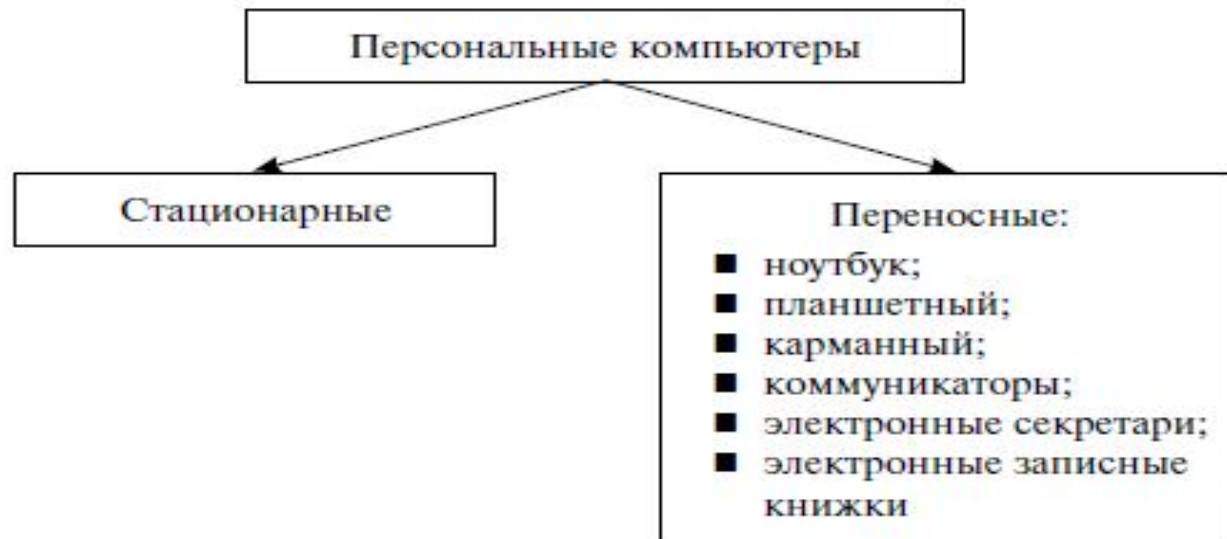 Персональные компьютеры
Стационарные
Переносные:
■ ноутбук;
■ планшетный;
■ карманный;
■ коммуникаторы;
■ электронные секретари;
■ электронные записные
книжки